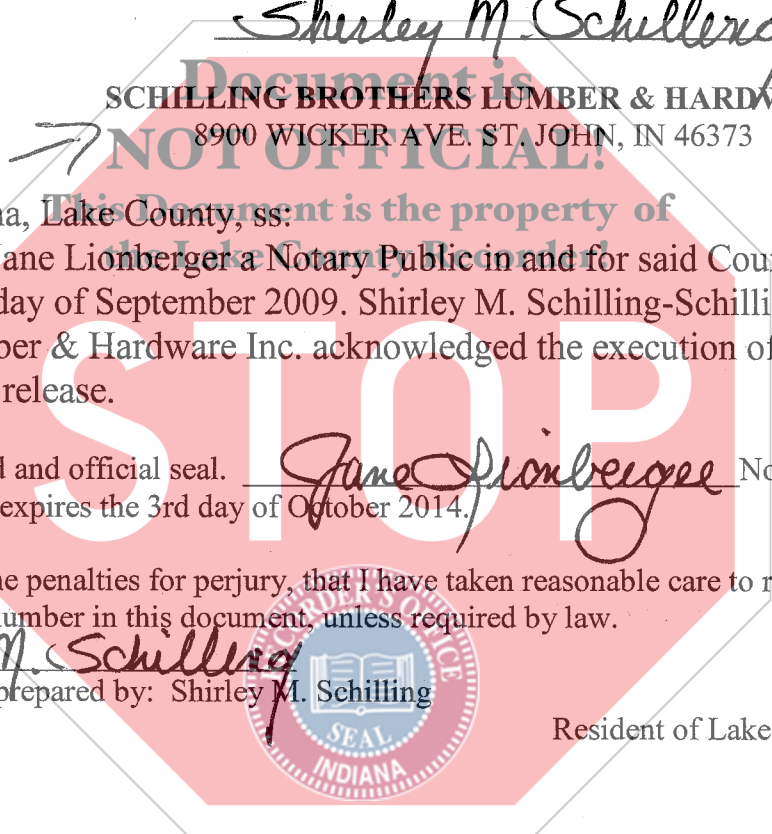 Shirley M. Schilling
Document is
SCHILLING BROTHERS LUMBER & HARDW
NOT OFFICIAL!
8900 WICKER AVE. ST. JOHN, IN 46373
This Document is the property of
na, Lake County, ss:
the Lake County Recorder!
Jane Lionberger a Notary Public in and for said Cou
day of September 2009. Shirley M. Schilling-Schilli
ber & Hardware Inc. acknowledged the execution of
release.
STOP
d and official seal. Jane Lionberger No
expires the 3rd day of October 2014.
he penalties for perjury, that I have taken reasonable care to r
number in this document, unless required by law.
M. Schilling
prepared by: Shirley M. Schilling
Resident of Lake
RECORDER'S OFFICE
SEAL
INDIANA